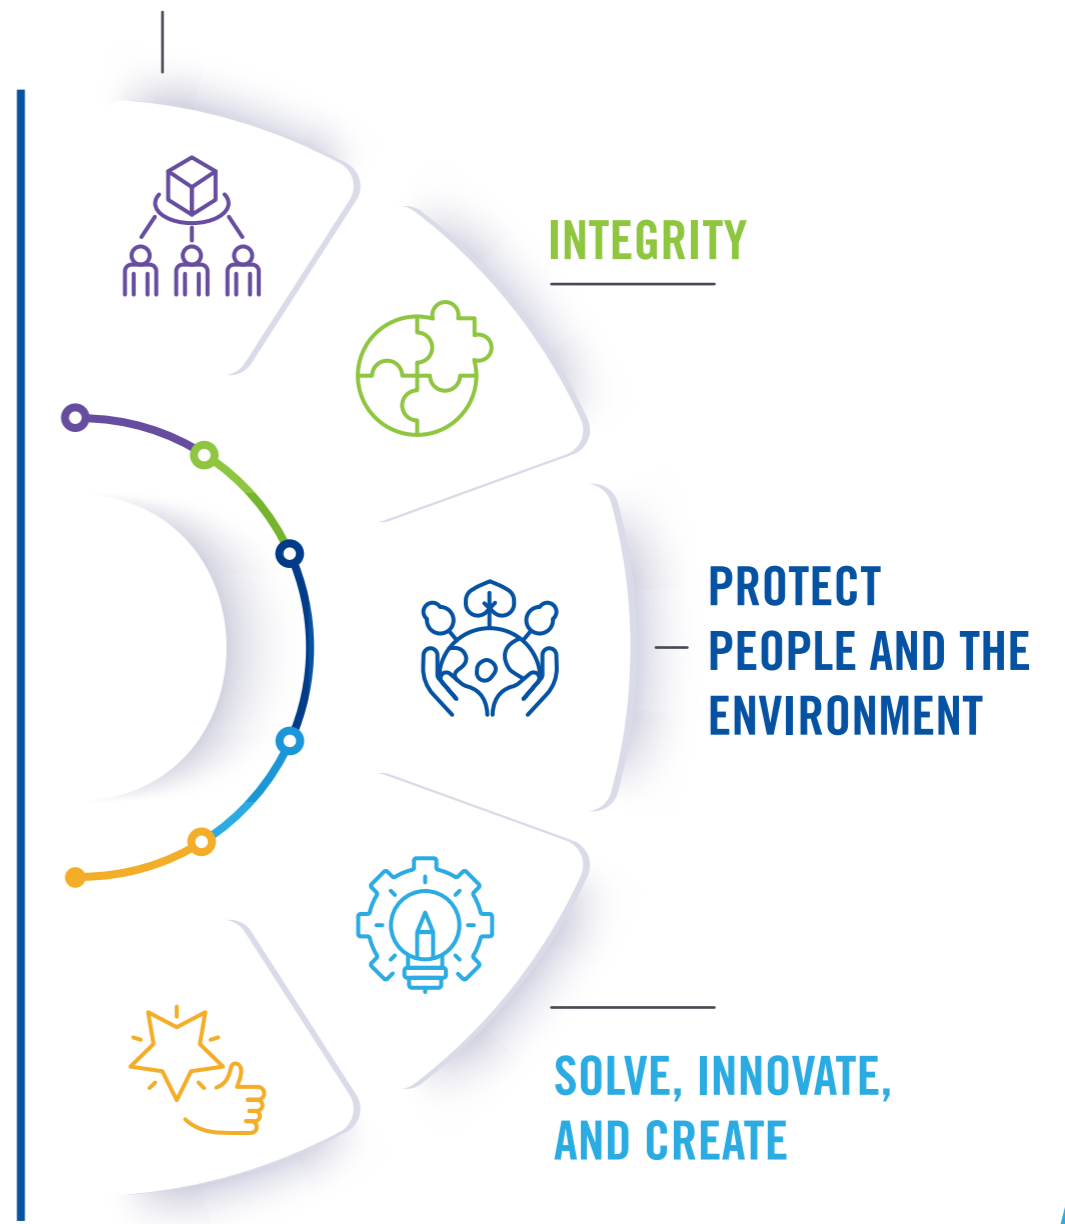 INTEGRITY
PROTECT
PEOPLE AND THE
ENVIRONMENT
SOLVE, INNOVATE,
AND CREATE